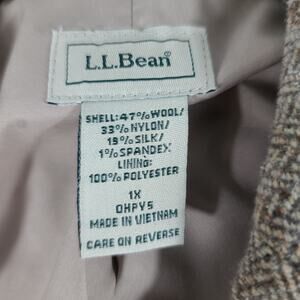 L.L.Bean®
SHELL:47%WOOL/
33%NYLON/
19%SILK/
1%SPANDEX
LINING:
100%POLYESTER
1X
OHPY5
MADE IN VIETNAM
CARE ON REVERSE